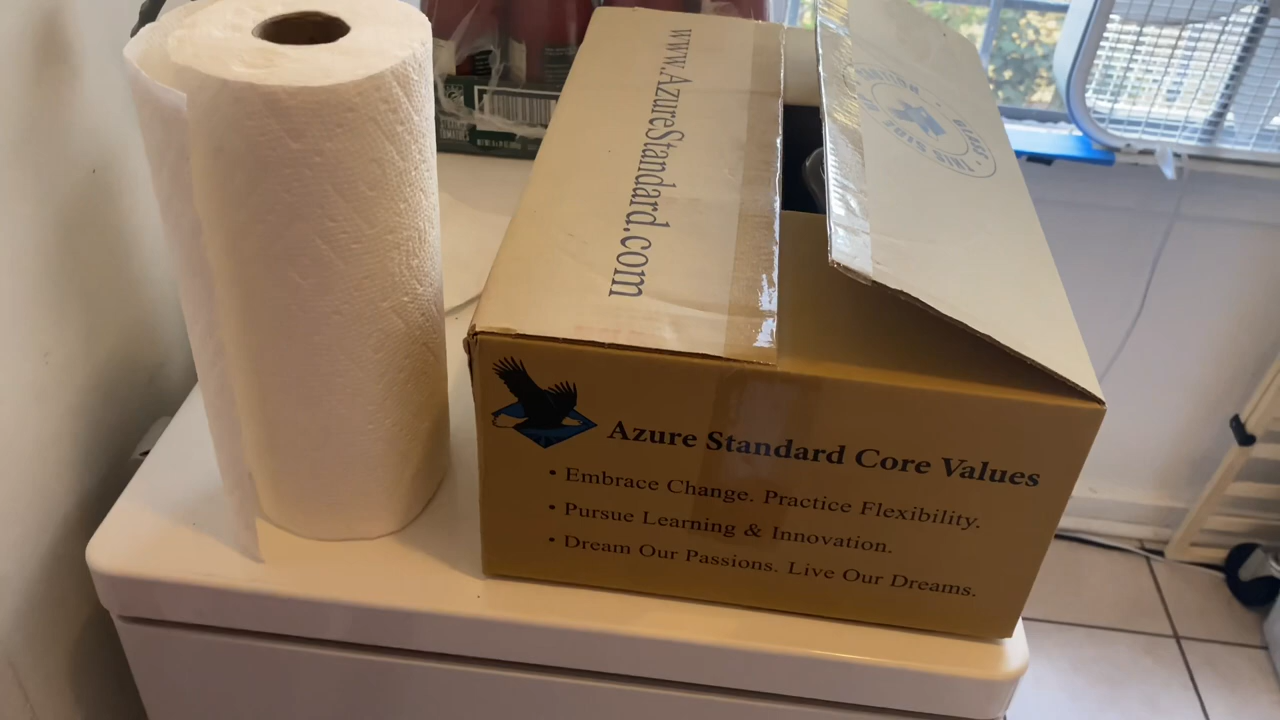 www.AzureStandard.com
Azure Standard Core Values
• Embrace Change. Practice Flexibility.
• Pursue Learning & Innovation.
• Dream Our Passions. Live Our Dreams.